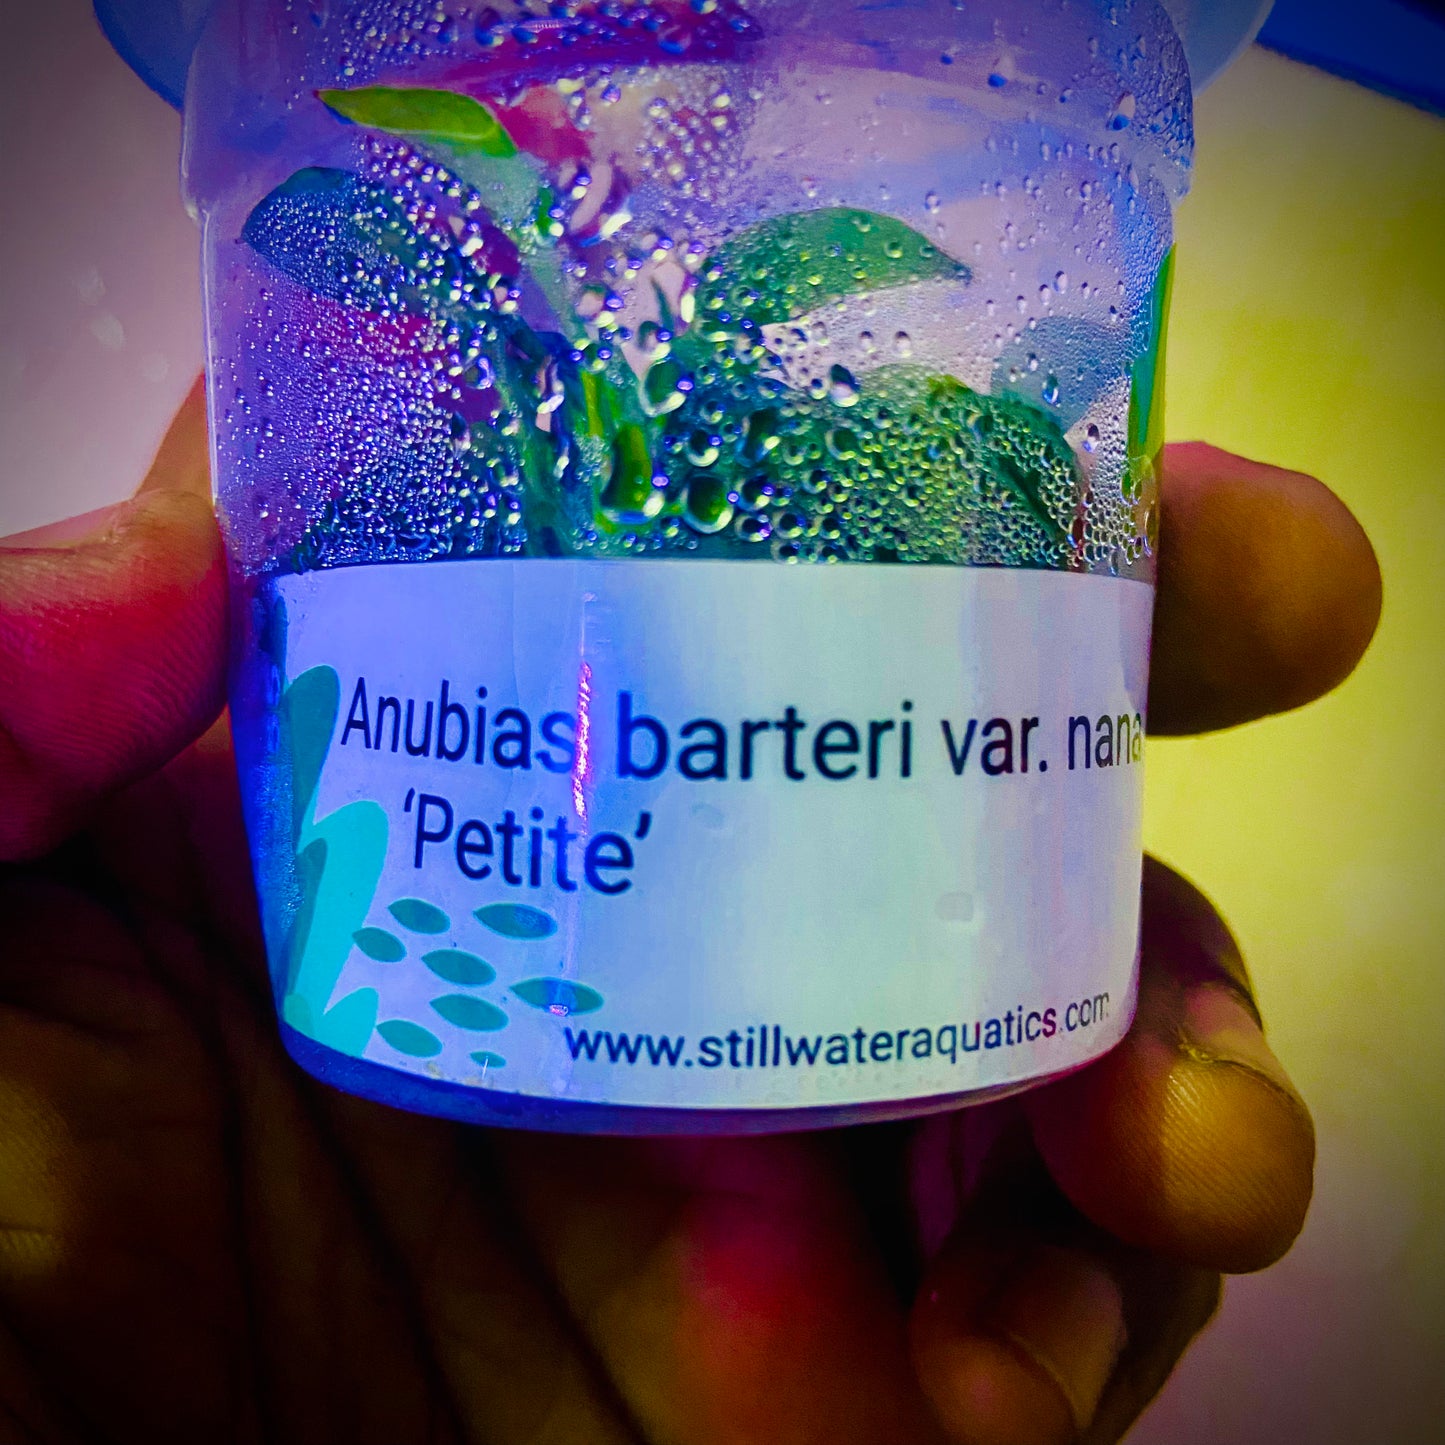 Anubias barteri var. nana
‘Petite’
www.stillwateraquatics.com